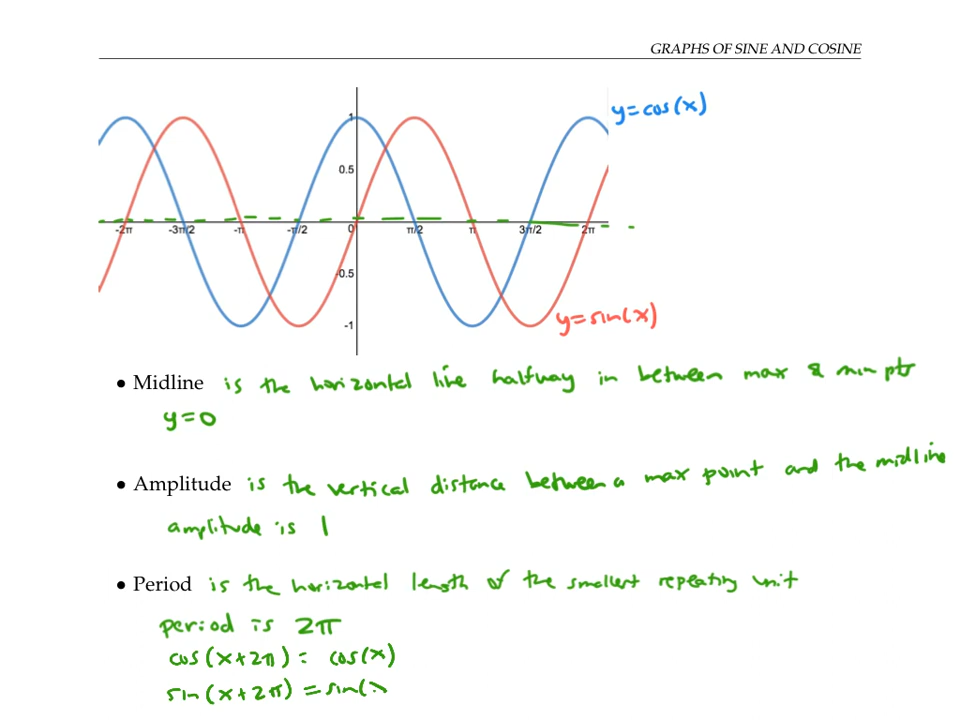 GRAPHS OF SINE AND COSINE
y=cos(x)
1
0.5
-2π -3π/2 -π -π/2 0 π/2 π 3π/2 2π
-0.5
-1
y=sin(x)
• Midline is the horizontal line halfway in between max & min pts
y=0
• Amplitude is the vertical distance between a max point and the midline
amplitude is 1
• Period is the horizontal length of the smallest repeating unit
period is 2π
cos(x+2π) = cos(x)
sin(x+2π) = sin(x